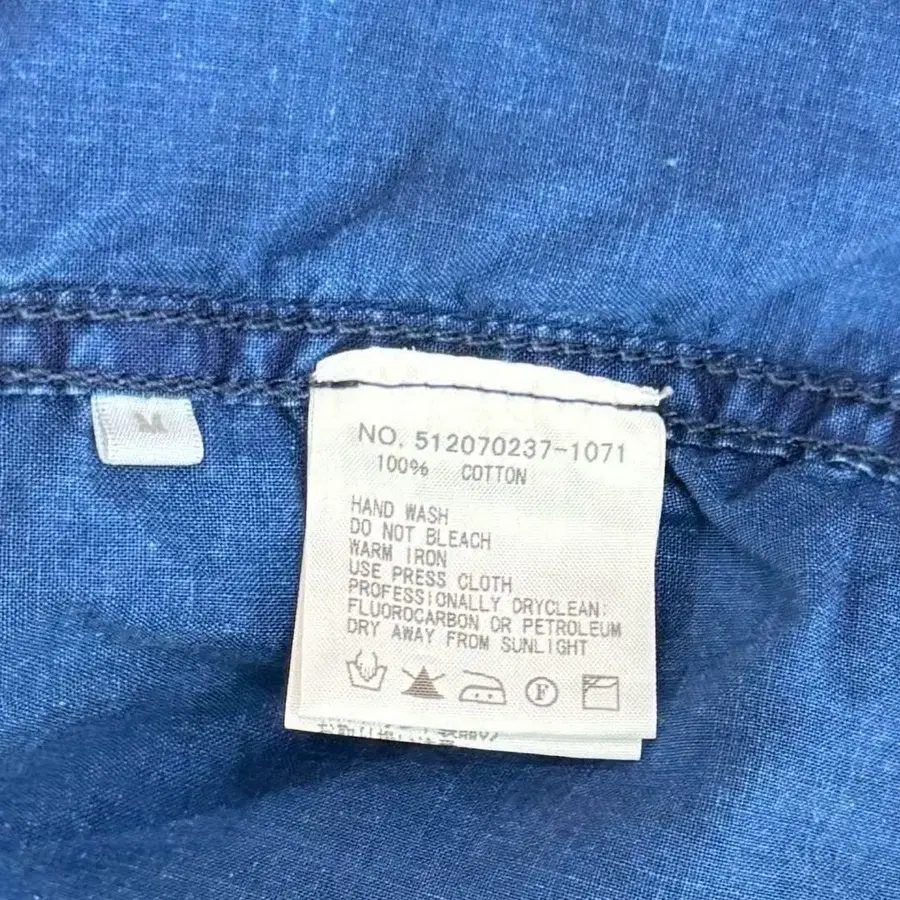 M
NO. 512070237-1071
100% COTTON
HAND WASH
DO NOT BLEACH
WARM IRON
USE PRESS CLOTH
PROFESSIONALLY DRYCLEAN:
FLUOROCARBON OR PETROLEUM
DRY AWAY FROM SUNLIGHT
F